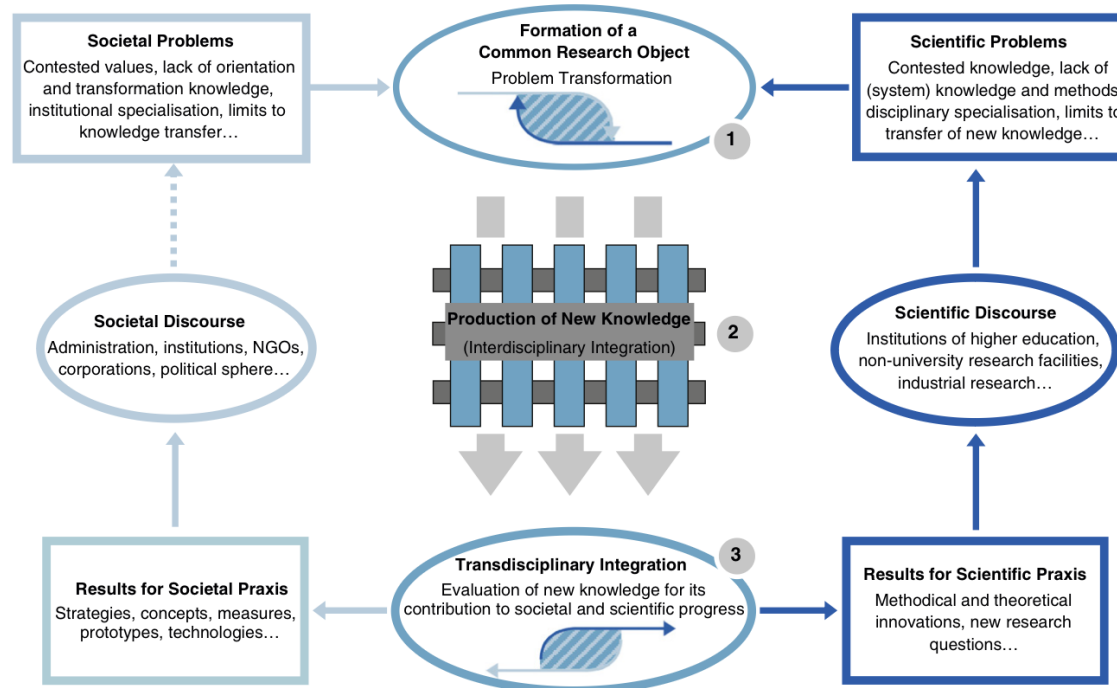 Societal Problems
Contested values, lack of orientation
and transformation knowledge,
institutional specialisation, limits to
knowledge transfer…
Formation of a
Common Research Object
Problem Transformation
1
Scientific Problems
Contested knowledge, lack of
(system) knowledge and methods
disciplinary specialisation, limits to
transfer of new knowledge…
Societal Discourse
Administration, institutions, NGOs,
corporations, political sphere…
Production of New Knowledge
(Interdisciplinary Integration)
2
Scientific Discourse
Institutions of higher education,
non-university research facilities,
industrial research…
Results for Societal Praxis
Strategies, concepts, measures,
prototypes, technologies…
3
Transdisciplinary Integration
Evaluation of new knowledge for its
contribution to societal and scientific progress
Results for Scientific Praxis
Methodical and theoretical
innovations, new research
questions…